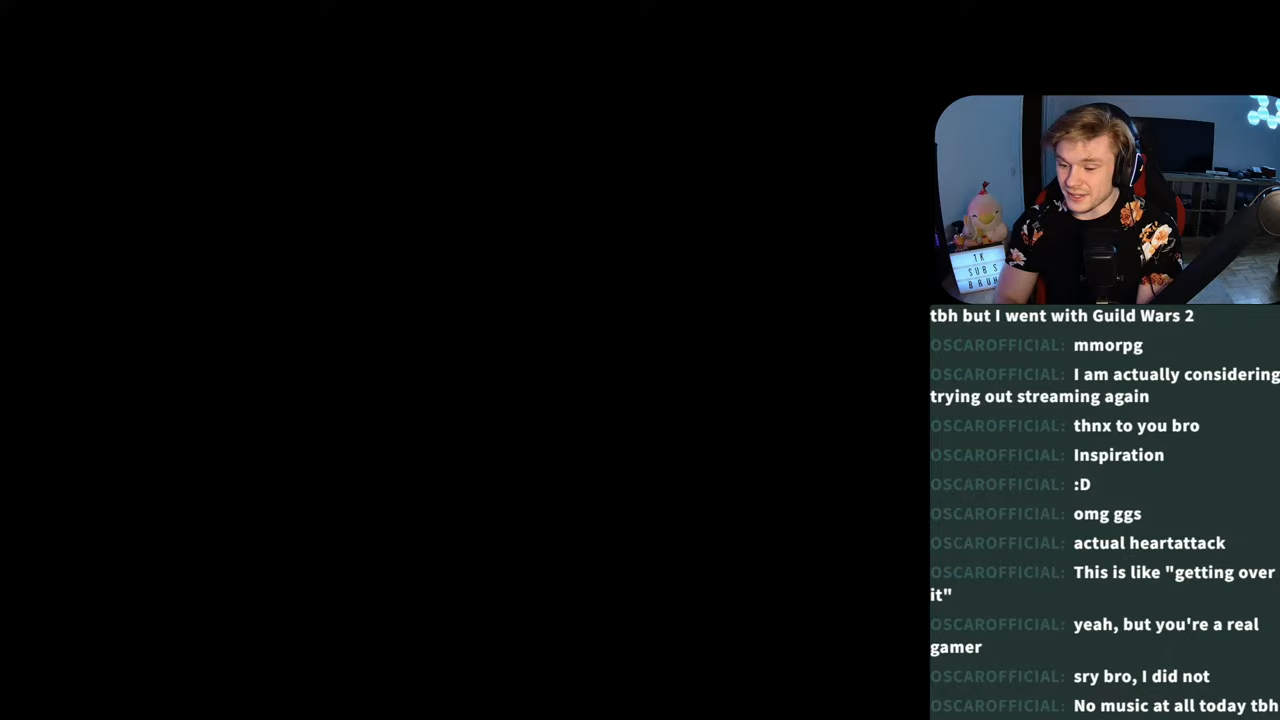 1K
SUBS
BRUH
tbh but I went with Guild Wars 2
OSCAROFFICIAL: mmorpg
OSCAROFFICIAL: I am actually considering
trying out streaming again
OSCAROFFICIAL: thnx to you bro
OSCAROFFICIAL: Inspiration
OSCAROFFICIAL: :D
OSCAROFFICIAL: omg ggs
OSCAROFFICIAL: actual heartattack
OSCAROFFICIAL: This is like "getting over
it"
OSCAROFFICIAL: yeah, but you're a real
gamer
OSCAROFFICIAL: sry bro, I did not
OSCAROFFICIAL: No music at all today tbh